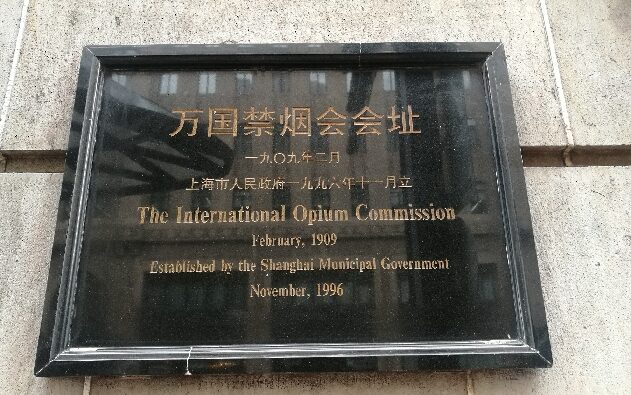 万国禁烟会会址
一九〇九年二月
上海市人民政府一九九六年十一月立
The International Opium Commission
February, 1909
Established by the Shanghai Municipal Government
November, 1996